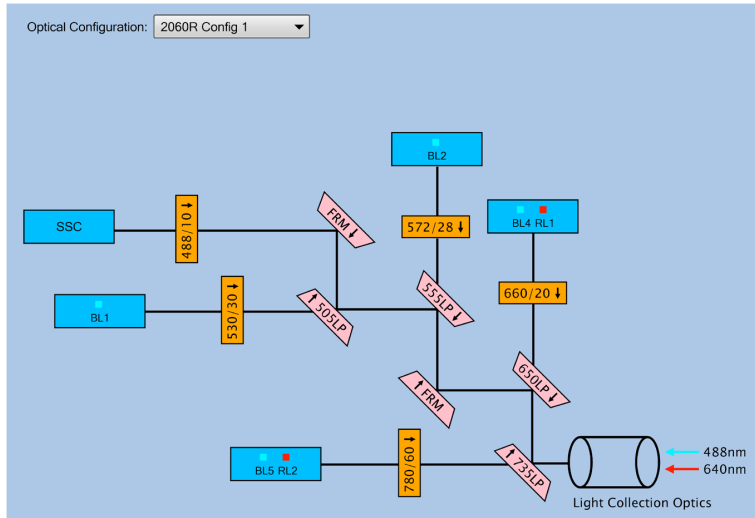 Optical Configuration: 2060R Config 1
BL2
SSC
488/10
FRM
572/28
BL4 RL1
BL1
530/30
505LP
555LP
660/20
FRM
650LP
BL5 RL2
780/60
735LP
488nm
640nm
Light Collection Optics